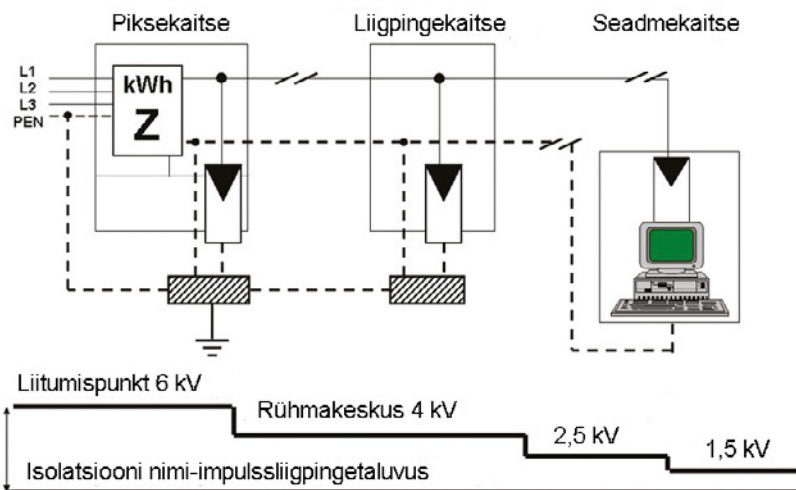 Piksekaitse Liigpingekaitse Seadmekaitse
L1
L2
L3
PEN
kWh
Z
Liitumispunkt 6 kV
Rühmakeskus 4 kV
2,5 kV
1,5 kV
Isolatsiooni nimi-impulssliigpingetaluvus